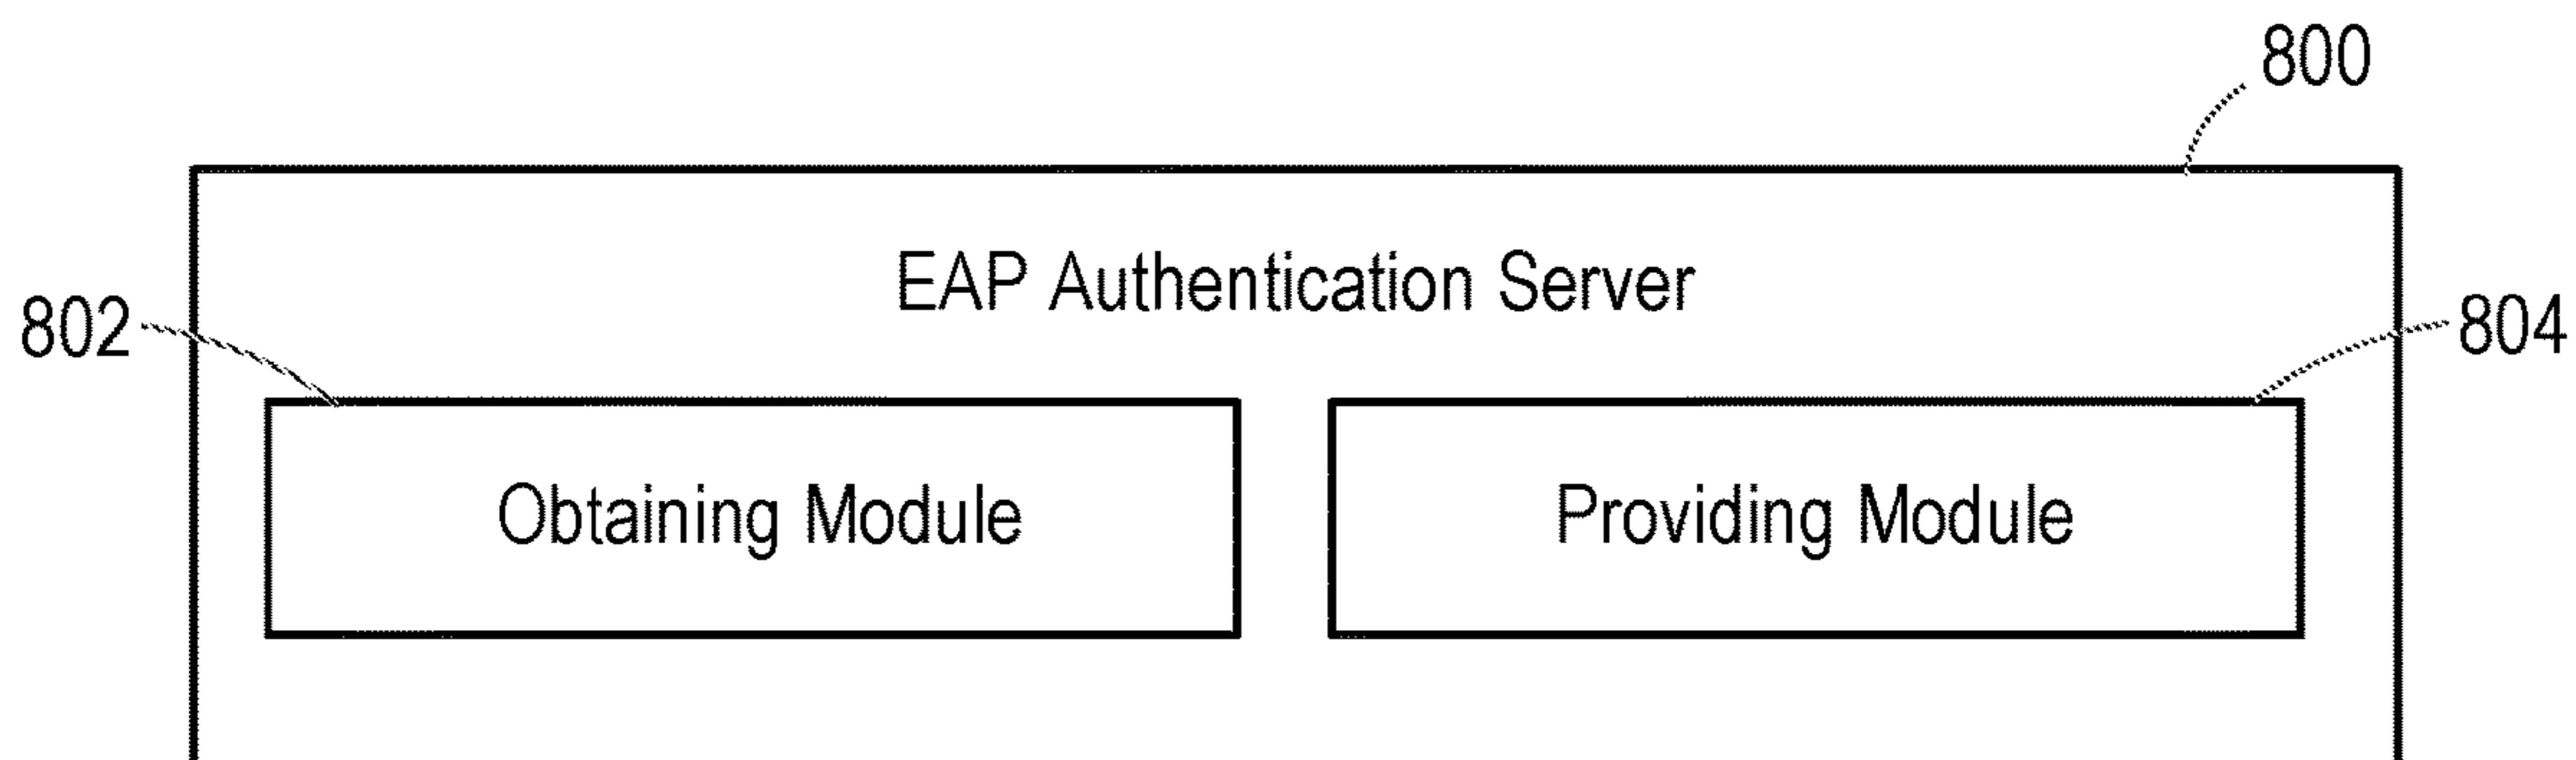 800
EAP Authentication Server
802
804
Obtaining Module
Providing Module